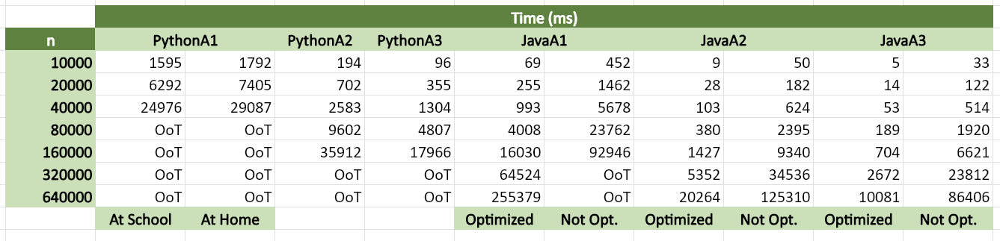 Time (ms)
n PythonA1 PythonA2 PythonA3 JavaA1 JavaA2 JavaA3
10000 1595 1792 194 96 69 452 9 50 5 33
20000 6292 7405 702 355 255 1462 28 182 14 122
40000 24976 29087 2583 1304 993 5678 103 624 53 514
80000 OoT OoT 9602 4807 4008 23762 380 2395 189 1920
160000 OoT OoT 35912 17966 16030 92946 1427 9340 704 6621
320000 OoT OoT OoT OoT 64524 OoT 5352 34536 2672 23812
640000 OoT OoT OoT OoT 255379 OoT 20264 125310 10081 86406
At School At Home Optimized Not Opt. Optimized Not Opt. Optimized Not Opt.